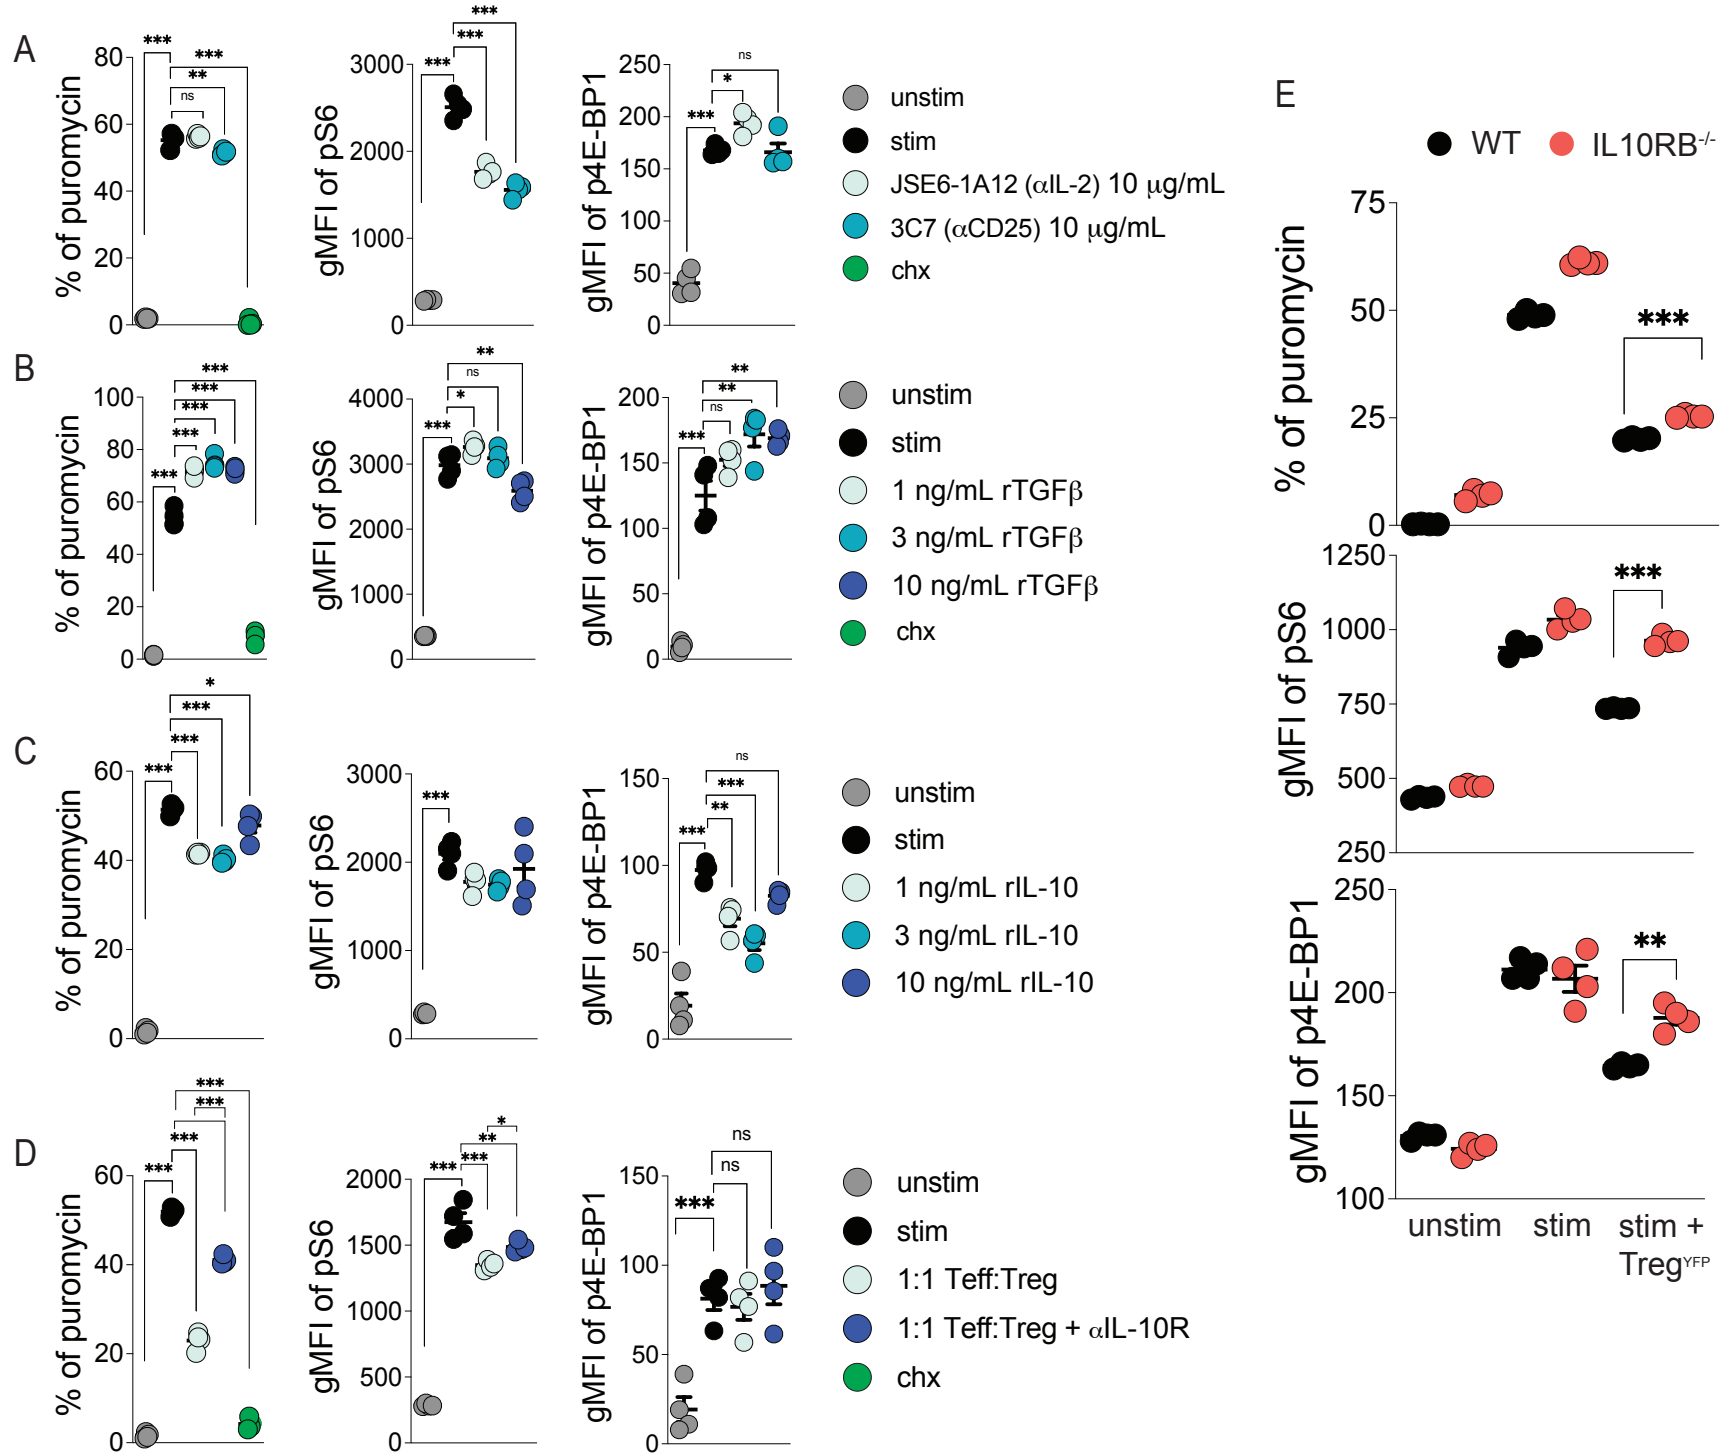 A
% of puromycin
80
60
40
20
0
***
***
**
ns
gMFI of pS6
3000
2000
1000
0
***
***
***
gMFI of p4E-BP1
250
200
150
100
50
0
ns
*
***
unstim
stim
JSE6-1A12 (αIL-2) 10 μg/mL
3C7 (αCD25) 10 μg/mL
chx
B
% of puromycin
100
80
60
40
20
0
***
***
***
***
***
gMFI of pS6
4000
3000
2000
1000
0
**
ns
*
***
gMFI of p4E-BP1
200
150
100
50
0
**
**
ns
***
unstim
stim
1 ng/mL rTGFβ
3 ng/mL rTGFβ
10 ng/mL rTGFβ
chx
C
% of puromycin
60
40
20
0
*
***
***
***
gMFI of pS6
3000
2000
1000
0
***
gMFI of p4E-BP1
150
100
50
0
ns
***
**
***
unstim
stim
1 ng/mL rIL-10
3 ng/mL rIL-10
10 ng/mL rIL-10
D
% of puromycin
60
40
20
0
***
***
***
***
gMFI of pS6
2000
1500
1000
500
0
*
**
***
***
gMFI of p4E-BP1
150
100
50
0
ns
ns
***
unstim
stim
1:1 Teff:Treg
1:1 Teff:Treg + αIL-10R
chx
E
WT
IL10RB-/-
% of puromycin
75
50
25
0
***
gMFI of pS6
1250
1000
750
500
250
***
gMFI of p4E-BP1
250
200
150
100
**
unstim
stim
stim +
TregYFP